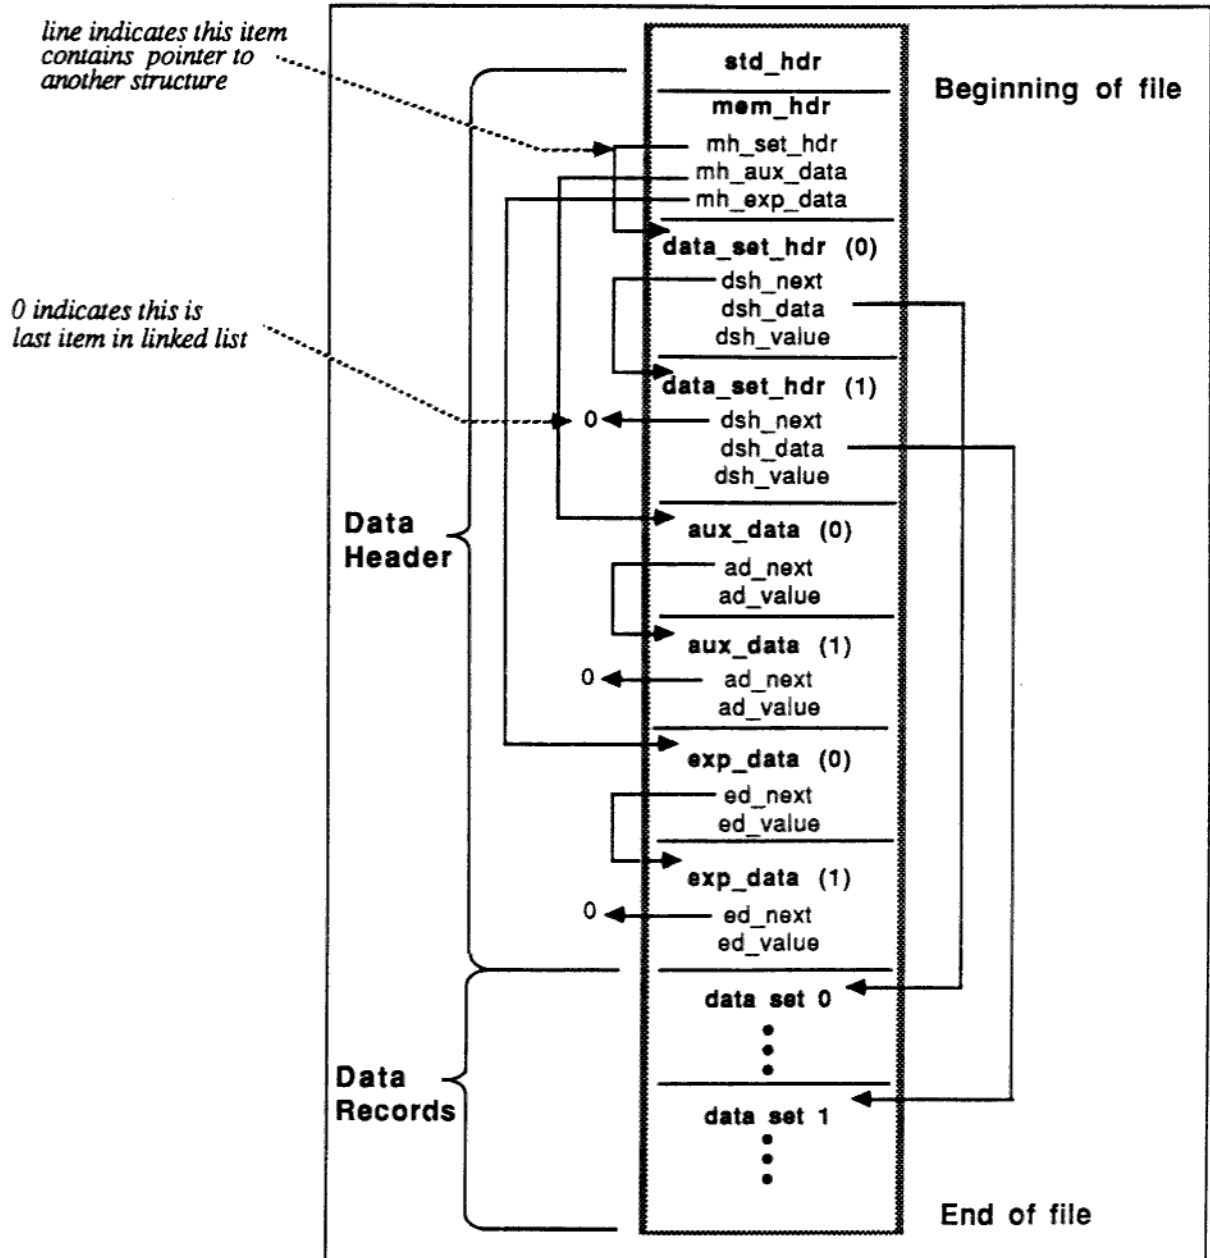 line indicates this item
contains pointer to
another structure
std_hdr
Beginning of file
mem_hdr
mh_set_hdr
mh_aux_data
mh_exp_data
data_set_hdr (0)
dsh_next
dsh_data
dsh_value
0 indicates this is
last item in linked list
data_set_hdr (1)
0
dsh_next
dsh_data
dsh_value
Data
Header
aux_data (0)
ad_next
ad_value
aux_data (1)
0
ad_next
ad_value
exp_data (0)
ed_next
ed_value
exp_data (1)
0
ed_next
ed_value
data set 0
Data
Records
data set 1
End of file